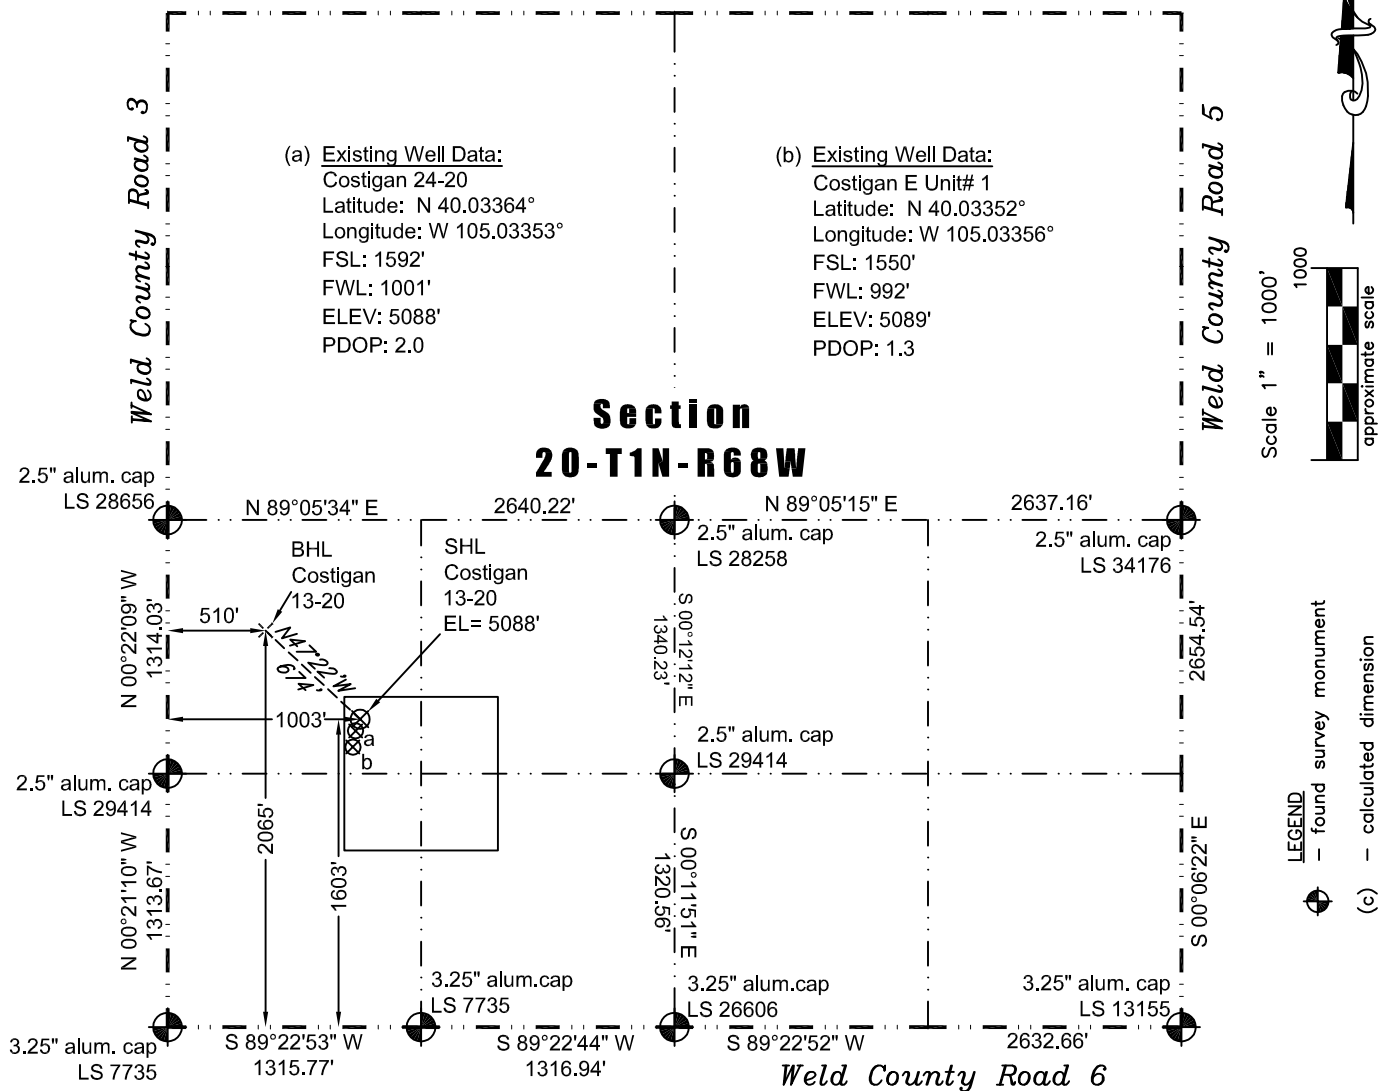 Weld County Road 3
(a) Existing Well Data:
Costigan 24-20
Latitude: N 40.03364°
Longitude: W 105.03353°
FSL: 1592'
FWL: 1001'
ELEV: 5088'
PDOP: 2.0
(b) Existing Well Data:
Costigan E Unit# 1
Latitude: N 40.03352°
Longitude: W 105.03356°
FSL: 1550'
FWL: 992'
ELEV: 5089'
PDOP: 1.3
Weld County Road 5
Scale 1" = 1000'
1000
approximate scale
Section
20-T1N-R68W
2.5" alum. cap
LS 28656
N 89°05'34" E
2640.22'
N 89°05'15" E
2637.16'
2.5" alum. cap
LS 28258
2.5" alum. cap
LS 34176
BHL
Costigan
13-20
SHL
Costigan
13-20
EL= 5088'
N 00°22'09" W
1314.03'
510'
N47°22'W
674'
1003'
a
b
S 00°12'12" E
1340.23'
2654.54'
2.5" alum. cap
LS 29414
2.5" alum. cap
LS 29414
N 00°21'10" W
1313.67'
2065'
1603'
S 00°11'51" E
1320.56'
S 00°06'22" E
LEGEND
- found survey monument
(c) - calculated dimension
3.25" alum.cap
LS 7735
3.25" alum.cap
LS 26606
3.25" alum.cap
LS 13155
3.25" alum. cap
LS 7735
S 89°22'53" W
1315.77'
S 89°22'44" W
1316.94'
S 89°22'52" W
2632.66'
Weld County Road 6